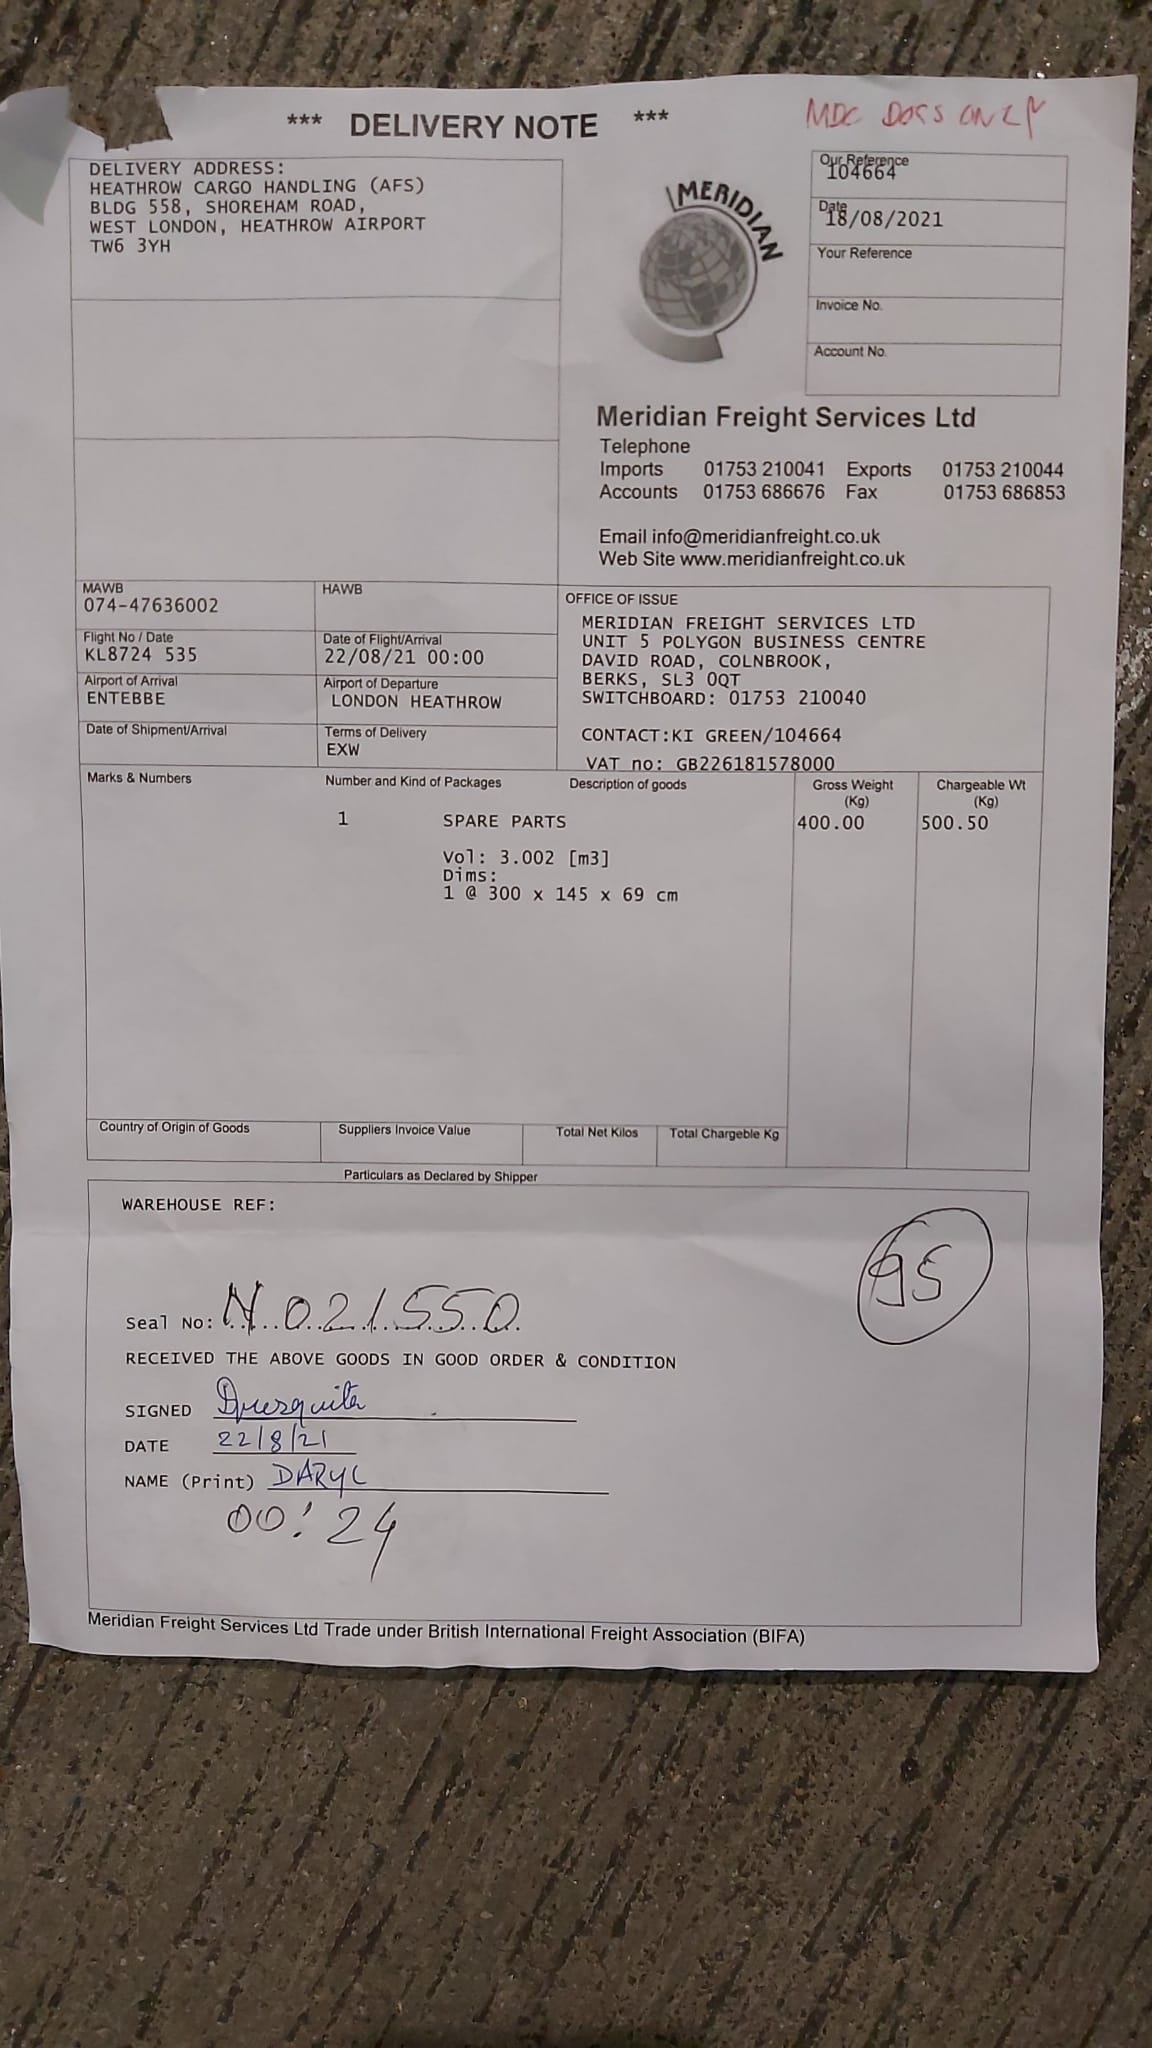 MDC DOCS ONLY
*** DELIVERY NOTE ***
DELIVERY ADDRESS:
HEATHROW CARGO HANDLING (AFS)
BLDG 558, SHOREHAM ROAD,
WEST LONDON, HEATHROW AIRPORT
TW6 3YH
MERIDIAN
Our Reference
104664
Date
18/08/2021
Your Reference
Invoice No.
Account No.
Meridian Freight Services Ltd
Telephone
Imports 01753 210041 Exports 01753 210044
Accounts 01753 686676 Fax 01753 686853
Email info@meridianfreight.co.uk
Web Site www.meridianfreight.co.uk
MAWB
074-47636002
HAWB
Flight No / Date
KL8724 535
Date of Flight/Arrival
22/08/21 00:00
Airport of Arrival
ENTEBBE
Airport of Departure
LONDON HEATHROW
Date of Shipment/Arrival
Terms of Delivery
EXW
OFFICE OF ISSUE
MERIDIAN FREIGHT SERVICES LTD
UNIT 5 POLYGON BUSINESS CENTRE
DAVID ROAD, COLNBROOK,
BERKS, SL3 0QT
SWITCHBOARD: 01753 210040
CONTACT:KI GREEN/104664
VAT no: GB226181578000
Marks & Numbers Number and Kind of Packages Description of goods Gross Weight (Kg) Chargeable Wt (Kg)
1 SPARE PARTS 400.00 500.50
Vol: 3.002 [m3]
Dims:
1 @ 300 x 145 x 69 cm
Country of Origin of Goods Suppliers Invoice Value Total Net Kilos Total Chargeble Kg
Particulars as Declared by Shipper
WAREHOUSE REF:
95
Seal No: N021550
RECEIVED THE ABOVE GOODS IN GOOD ORDER & CONDITION
SIGNED
DATE 22/8/21
NAME (Print) DARYL
00:24
Meridian Freight Services Ltd Trade under British International Freight Association (BIFA)